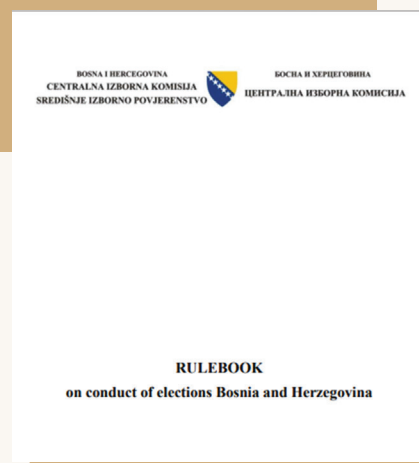 BOSNA I HERCEGOVINA
CENTRALNA IZBORNA KOMISIJA
SREDIŠNJE IZBORNO POVJERENSTVO
БОСНА И ХЕРЦЕГОВИНА
ЦЕНТРАЛНА ИЗБОРНА КОМИСИЈА
RULEBOOK
on conduct of elections Bosnia and Herzegovina